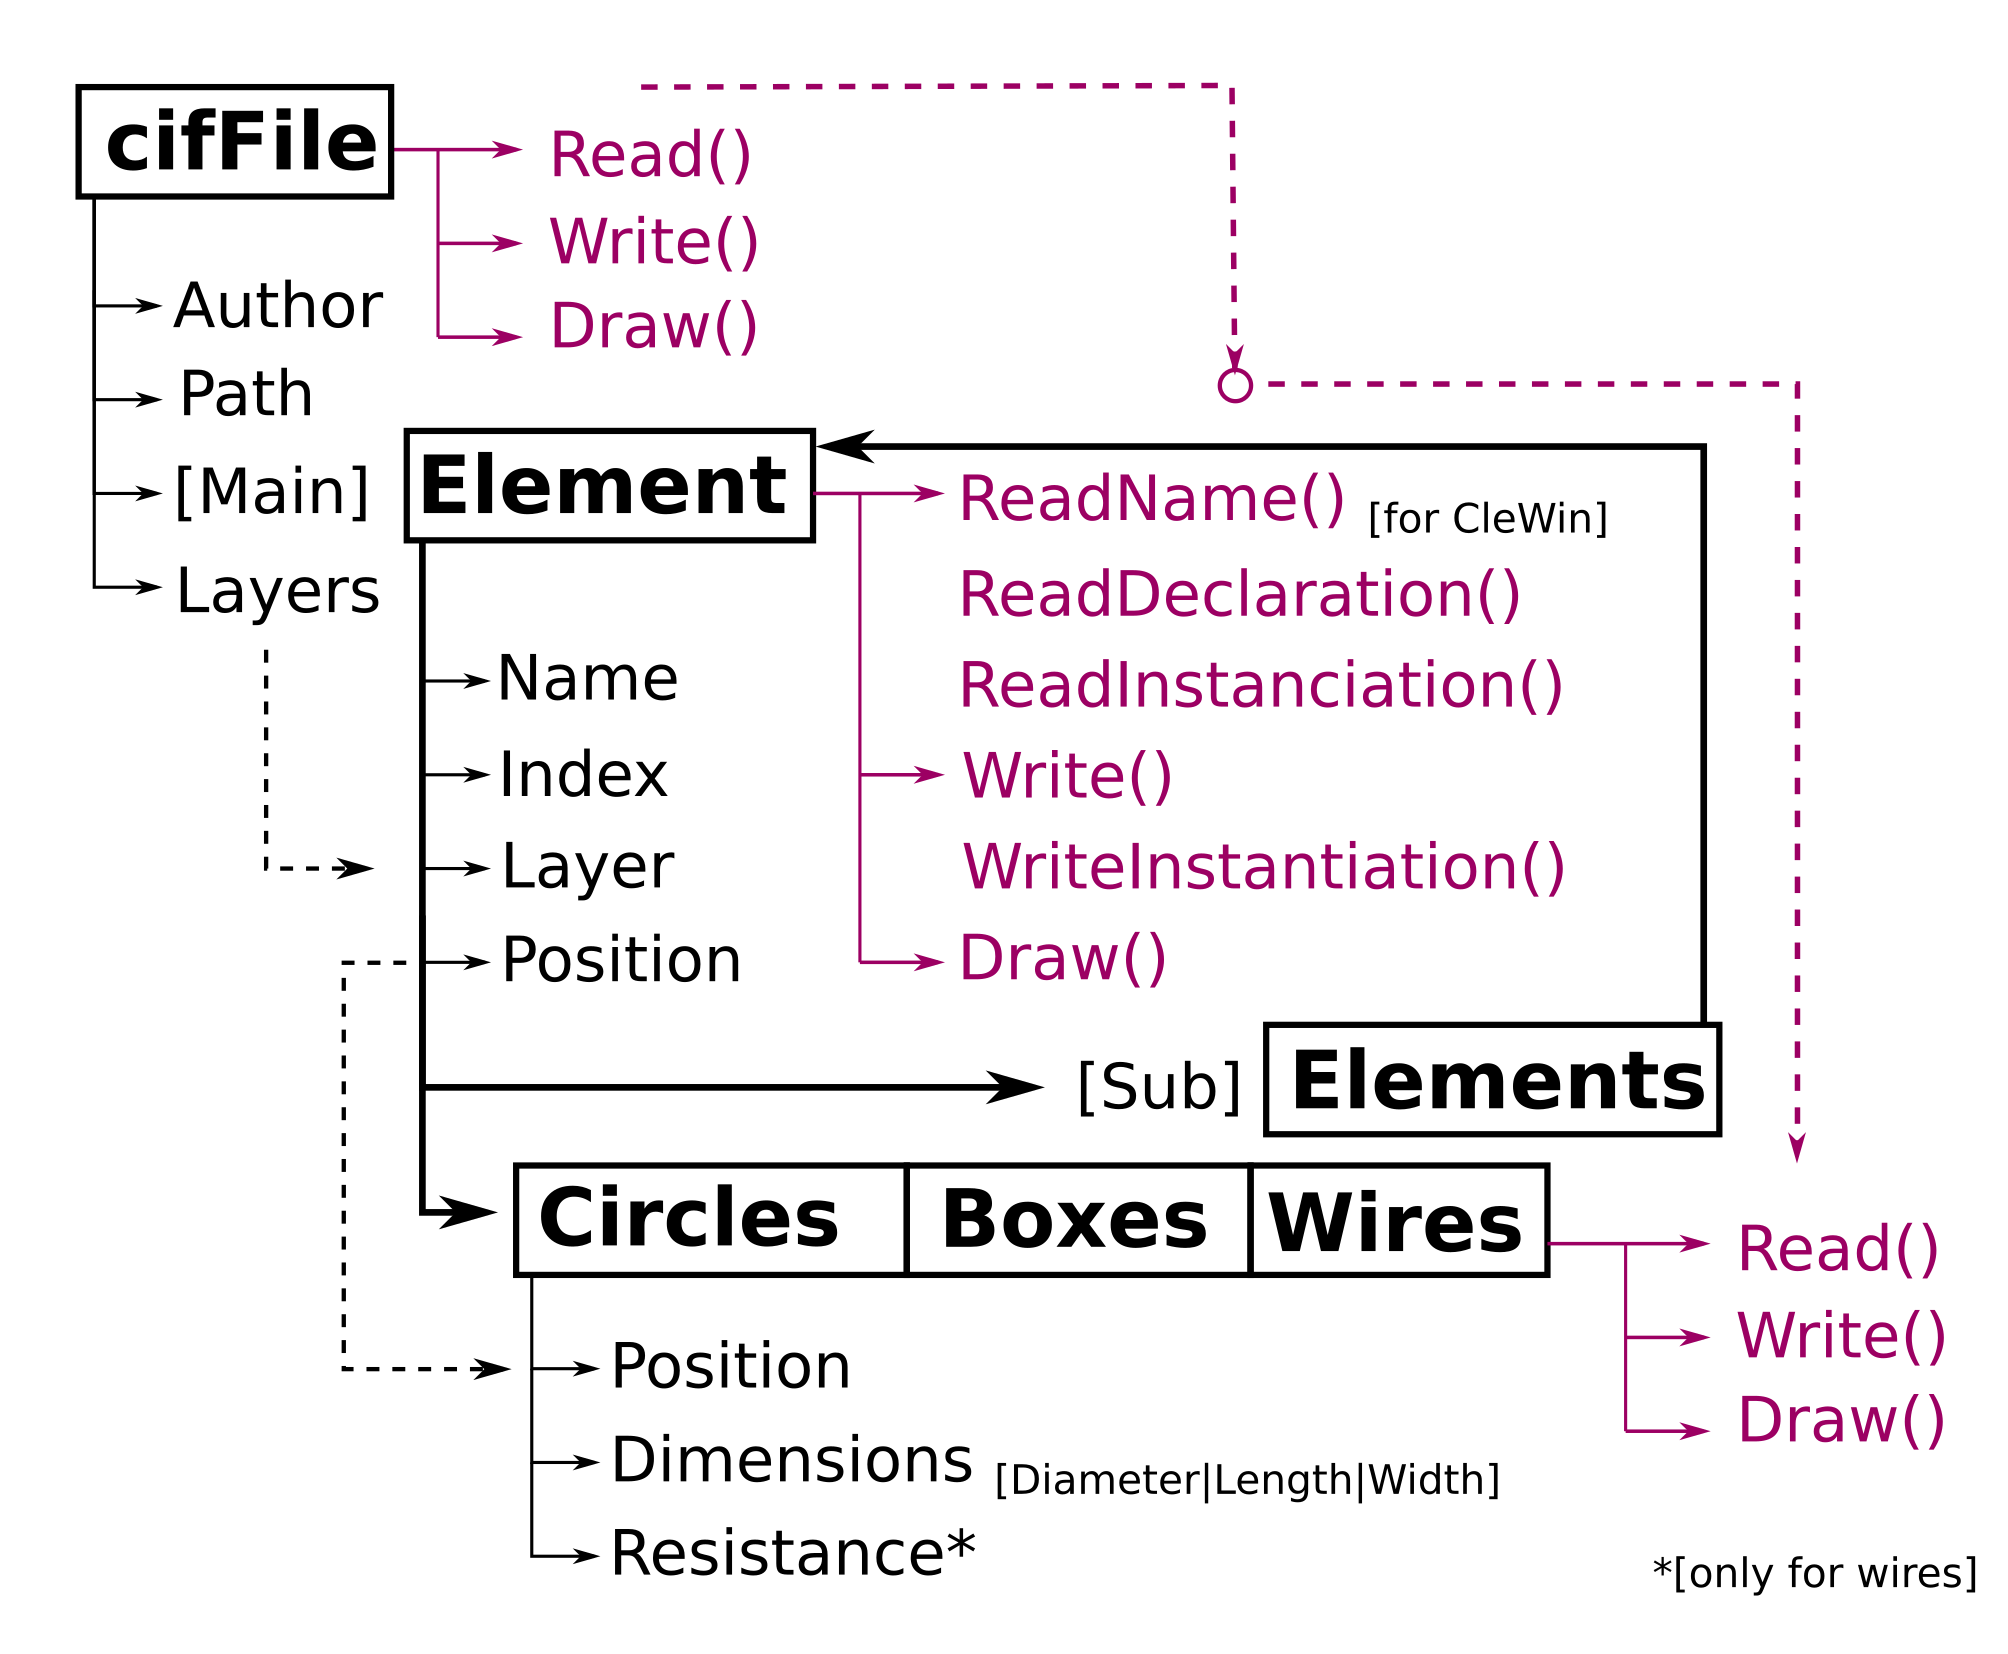 cifFile
Read()
Write()
Draw()
Author
Path
[Main]
Layers
Element
ReadName() [for CleWin]
ReadDeclaration()
ReadInstanciation()
Write()
WriteInstantiation()
Draw()
Name
Index
Layer
Position
[Sub] Elements
Circles Boxes Wires
Read()
Write()
Draw()
Position
Dimensions [Diameter|Length|Width]
Resistance*
*[only for wires]